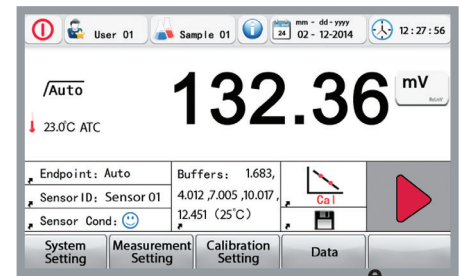 User 01 Sample 01 mm - dd - yyyy 12 : 27 : 56
24 02 - 12-2014
/Auto 132.36 mV
23.0°C ATC
Endpoint: Auto Buffers: 1.683,
SensorID: Sensor 01 4.012 ,7.005 ,10.017 ,
Cal
Sensor Cond: 12.451 (25°C)
System Setting
Measurement Setting
Calibration Setting
Data